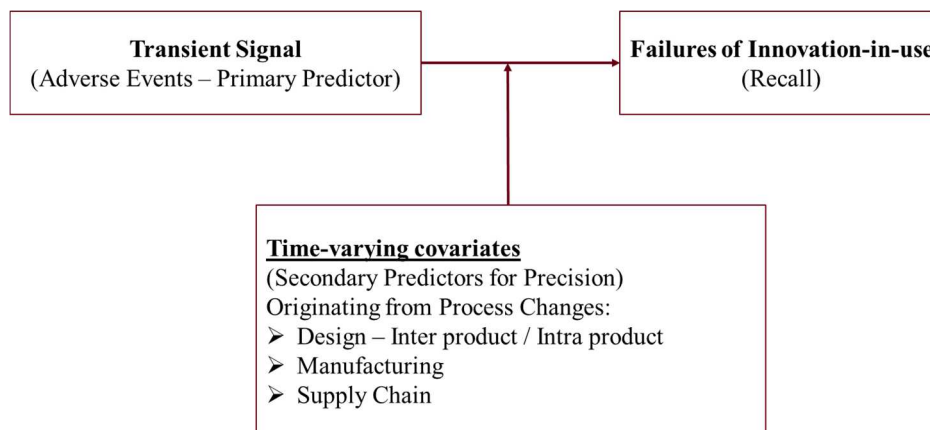 Transient Signal
(Adverse Events – Primary Predictor)
Failures of Innovation-in-use
(Recall)
Time-varying covariates
(Secondary Predictors for Precision)
Originating from Process Changes:
➢ Design – Inter product / Intra product
➢ Manufacturing
➢ Supply Chain